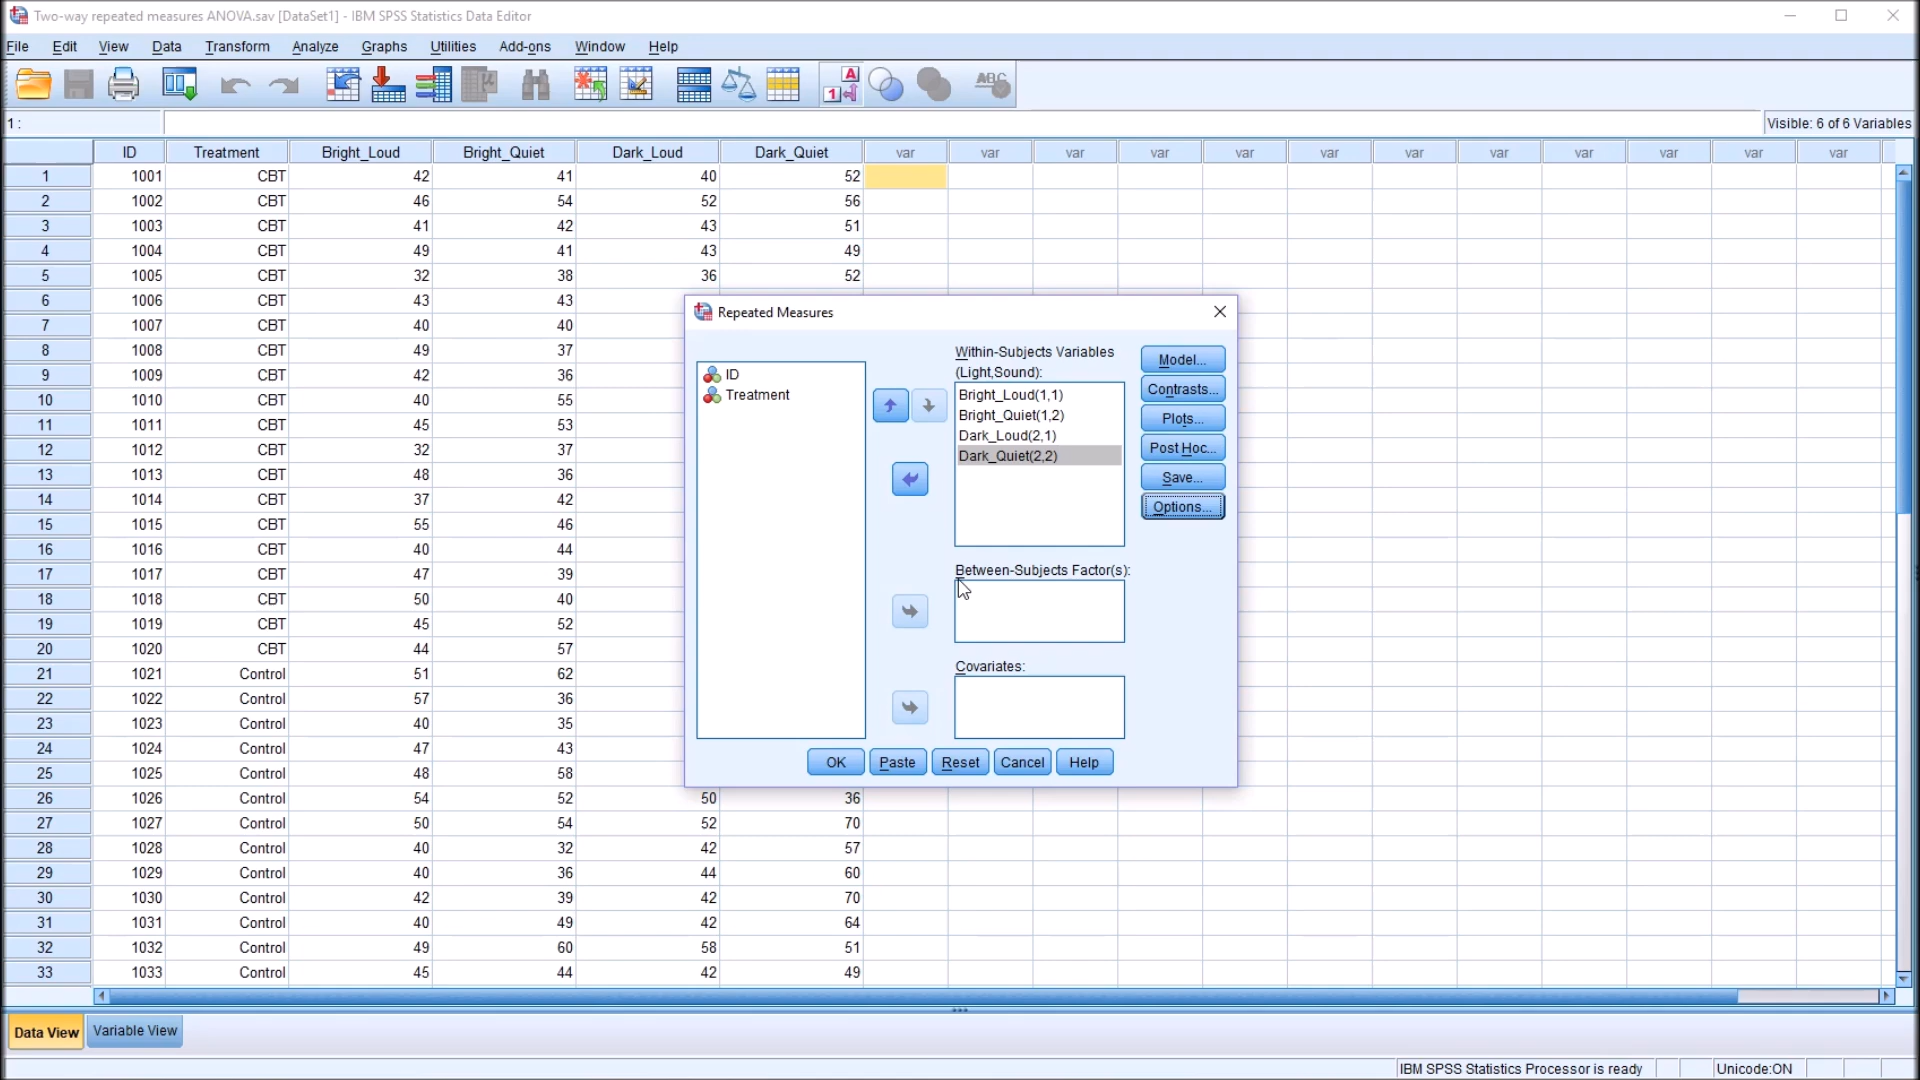 Two-way repeated measures ANOVA.sav [DataSet1] - IBM SPSS Statistics Data Editor
File Edit View Data Transform Analyze Graphs Utilities Add-ons Window Help
A
1
ABC
1 :
Visible: 6 of 6 Variables
ID Treatment Bright_Loud Bright_Quiet Dark_Loud Dark_Quiet var var var var var var var var var var var var
1 1001 CBT 42 41 40 52
2 1002 CBT 46 54 52 56
3 1003 CBT 41 42 43 51
4 1004 CBT 49 41 43 49
5 1005 CBT 32 38 36 52
6 1006 CBT 43 43
7 1007 CBT 40 40
8 1008 CBT 49 37
9 1009 CBT 42 36
10 1010 CBT 40 55
11 1011 CBT 45 53
12 1012 CBT 32 37
13 1013 CBT 48 36
14 1014 CBT 37 42
15 1015 CBT 55 46
16 1016 CBT 40 44
17 1017 CBT 47 39
18 1018 CBT 50 40
19 1019 CBT 45 52
20 1020 CBT 44 57
21 1021 Control 51 62
22 1022 Control 57 36
23 1023 Control 40 35
24 1024 Control 47 43
25 1025 Control 48 58
26 1026 Control 54 52 50 36
27 1027 Control 50 54 52 70
28 1028 Control 40 32 42 57
29 1029 Control 40 36 44 60
30 1030 Control 42 39 42 70
31 1031 Control 40 49 42 64
32 1032 Control 49 60 58 51
33 1033 Control 45 44 42 49
Repeated Measures
ID
Treatment
Within-Subjects Variables
(Light,Sound):
Bright_Loud(1,1)
Bright_Quiet(1,2)
Dark_Loud(2,1)
Dark_Quiet(2,2)
Between-Subjects Factor(s):
Covariates:
Model...
Contrasts...
Plots...
Post Hoc...
Save...
Options...
OK Paste Reset Cancel Help
Data View Variable View
IBM SPSS Statistics Processor is ready Unicode:ON